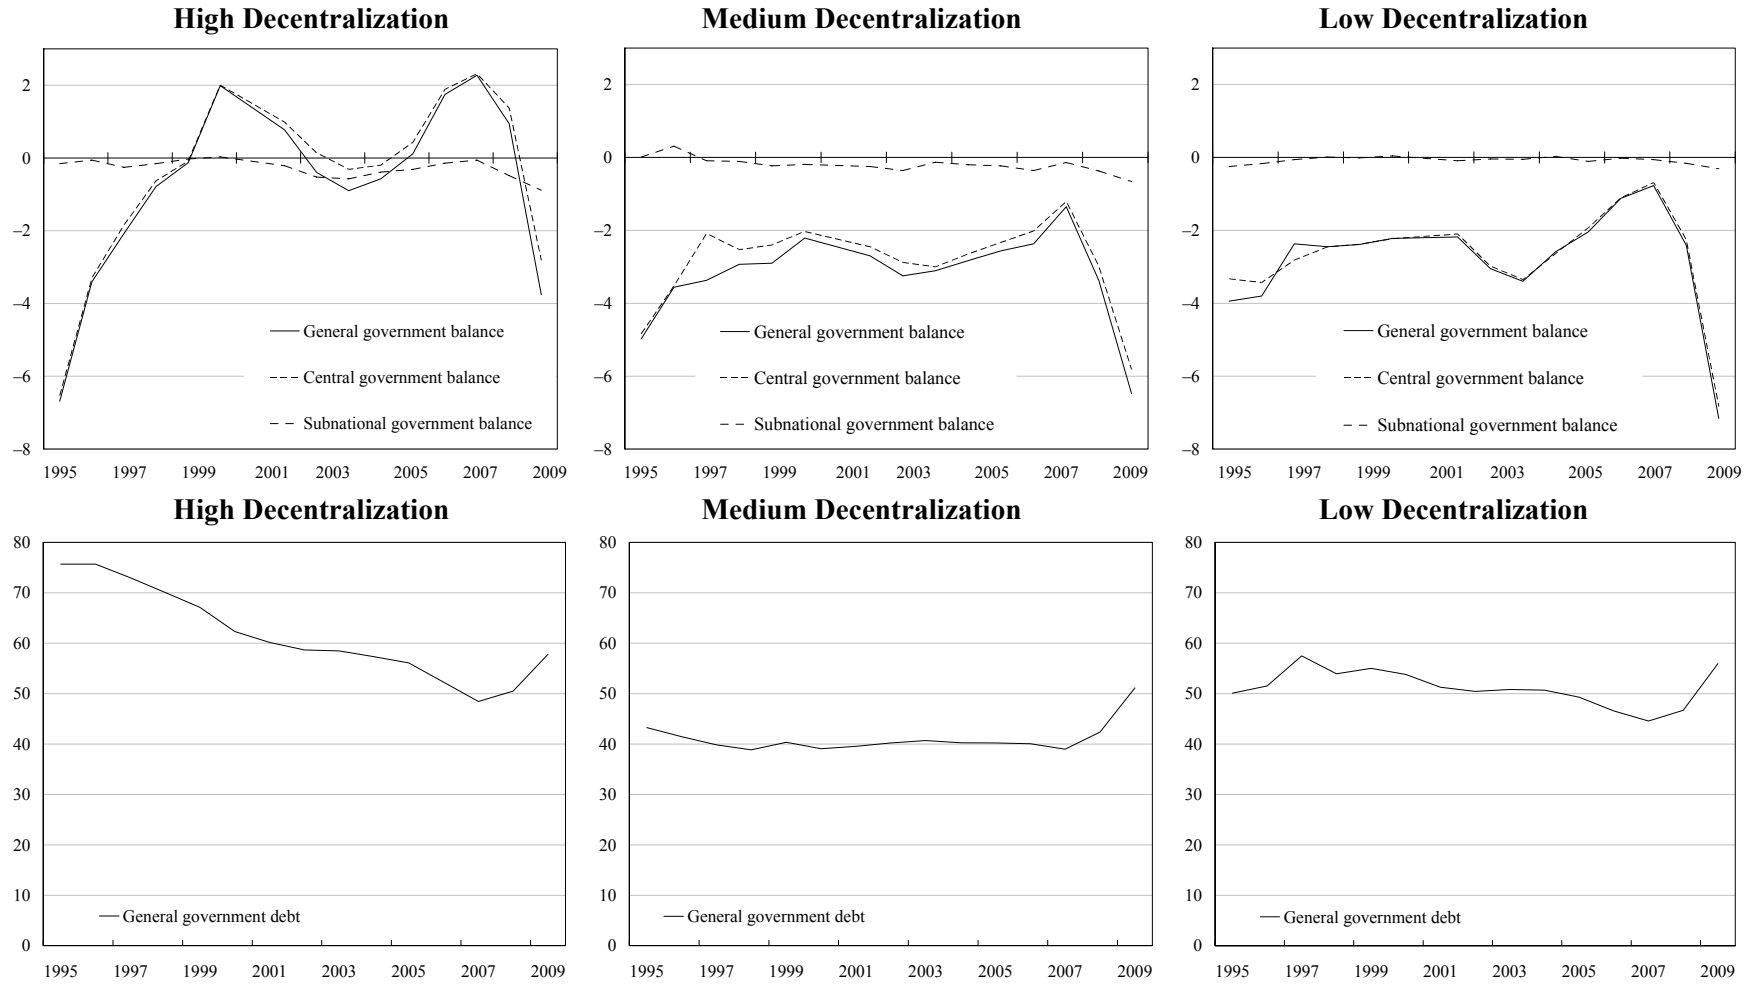 High Decentralization
2
0
–2
–4
–6
–8
General government balance
Central government balance
Subnational government balance
1995 1997 1999 2001 2003 2005 2007 2009
Medium Decentralization
2
0
–2
–4
–6
–8
General government balance
Central government balance
Subnational government balance
1995 1997 1999 2001 2003 2005 2007 2009
Low Decentralization
2
0
–2
–4
–6
–8
General government balance
Central government balance
Subnational government balance
1995 1997 1999 2001 2003 2005 2007 2009
High Decentralization
80
70
60
50
40
30
20
10
0
General government debt
1995 1997 1999 2001 2003 2005 2007 2009
Medium Decentralization
80
70
60
50
40
30
20
10
0
General government debt
1995 1997 1999 2001 2003 2005 2007 2009
Low Decentralization
80
70
60
50
40
30
20
10
0
General government debt
1995 1997 1999 2001 2003 2005 2007 2009